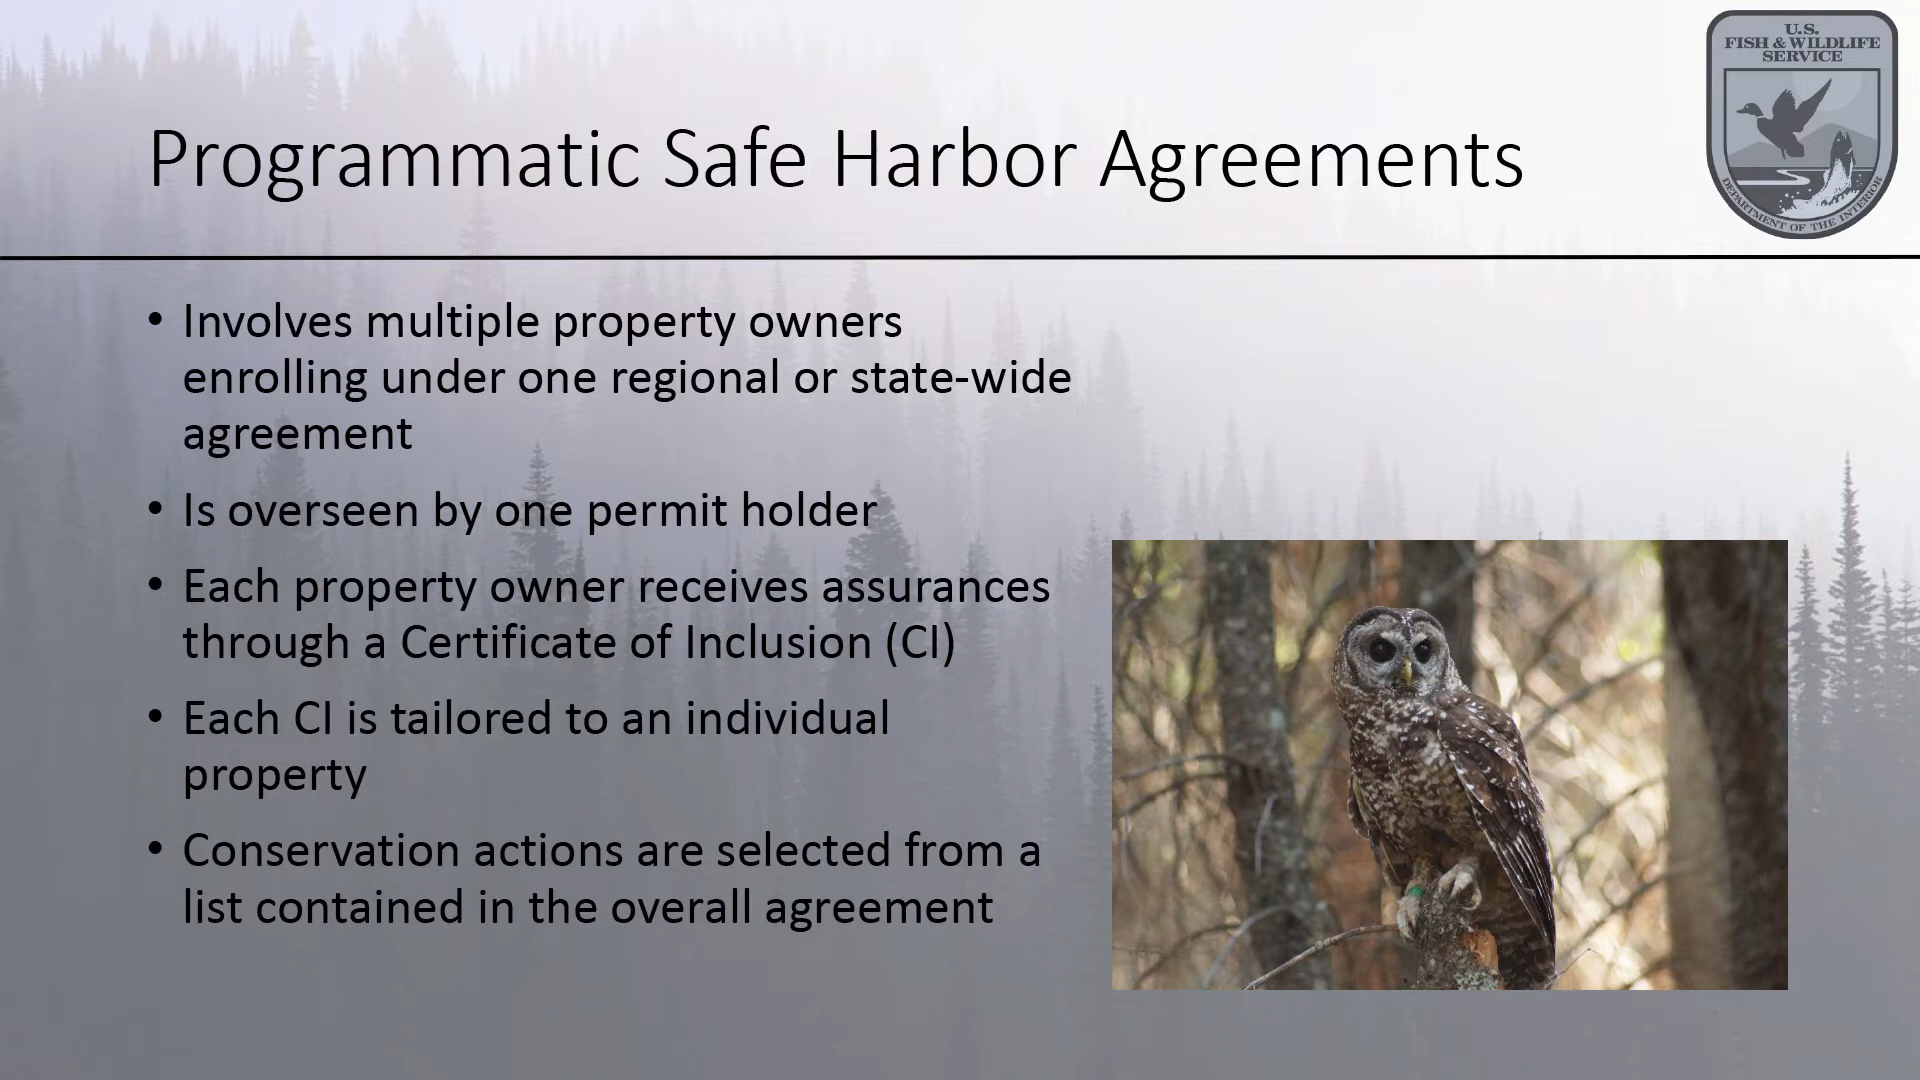 U.S.
FISH & WILDLIFE
SERVICE
DEPARTMENT OF THE INTERIOR
Programmatic Safe Harbor Agreements
• Involves multiple property owners
enrolling under one regional or state-wide
agreement
• Is overseen by one permit holder
• Each property owner receives assurances
through a Certificate of Inclusion (CI)
• Each CI is tailored to an individual
property
• Conservation actions are selected from a
list contained in the overall agreement